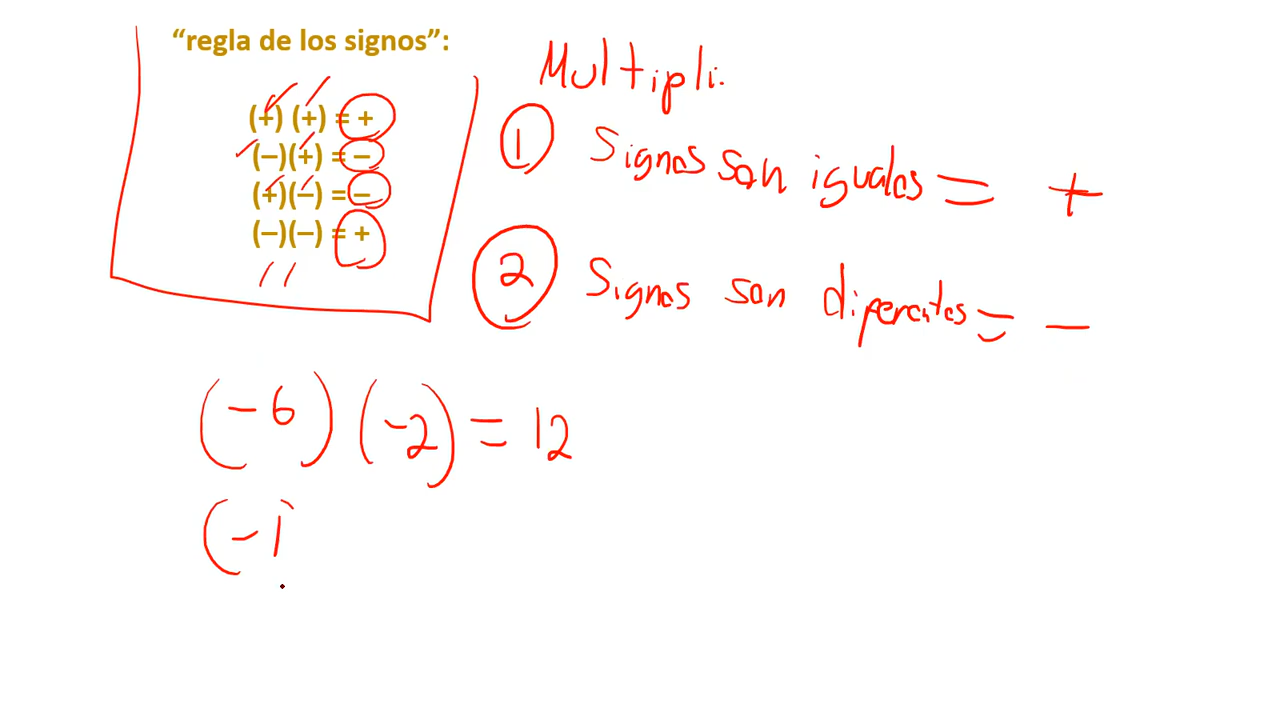 “regla de los signos”:
(+) (+) = +
(–)(+) = –
(+)(–) = –
(–)(–) = +
Multipli.
1 Signos son iguales = +
2 Signos son diferentes = –
(-6) (-2) = 12
(-1